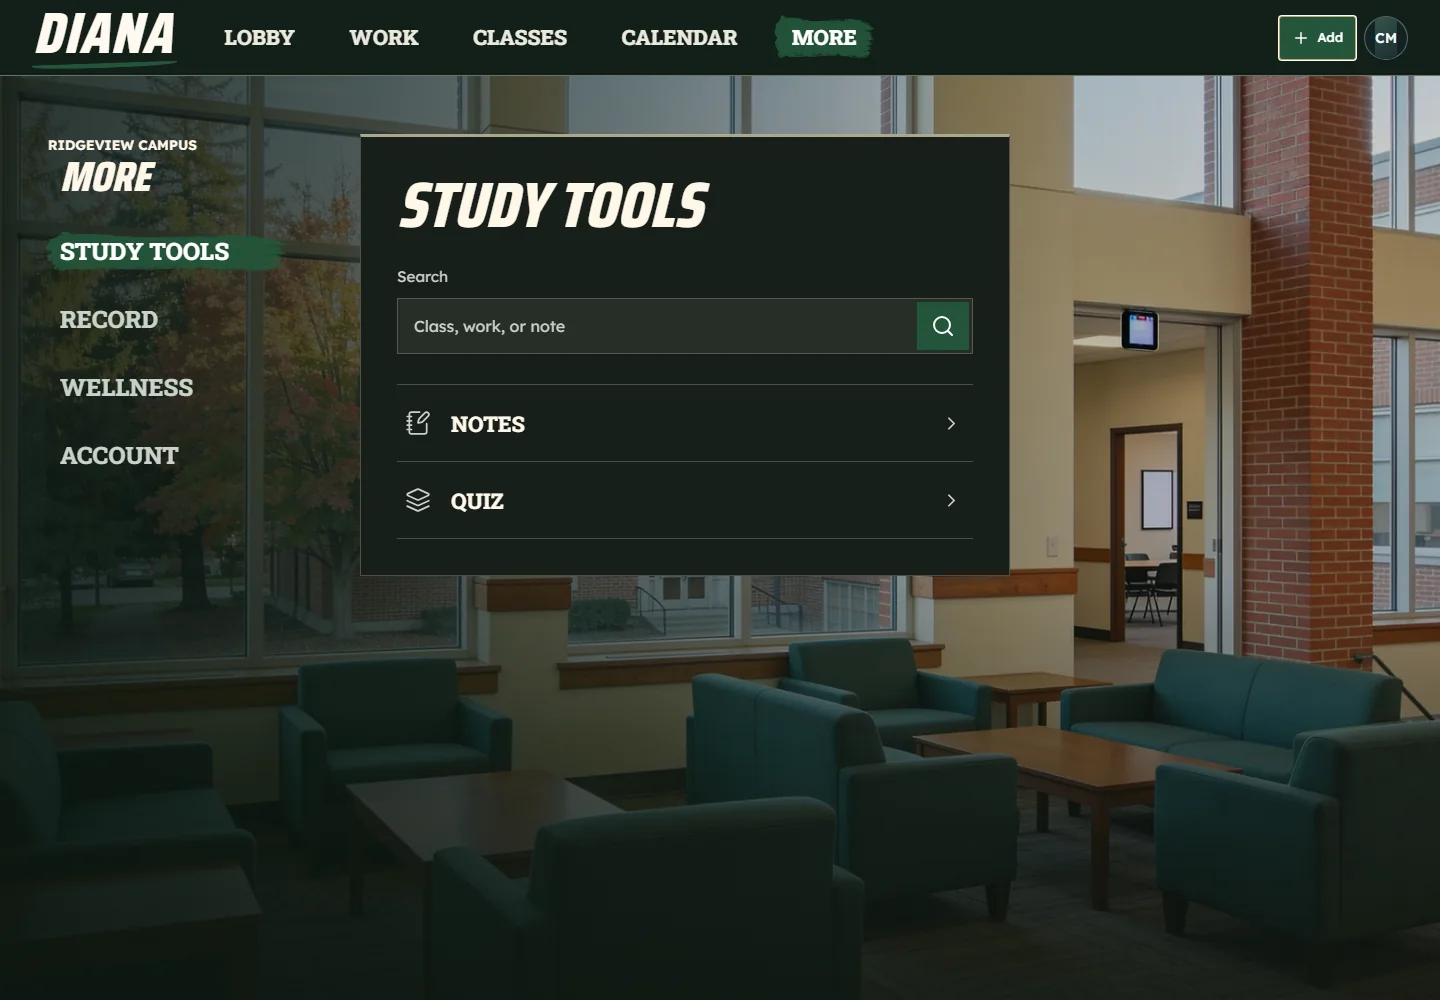 DIANA
LOBBY
WORK
CLASSES
CALENDAR
MORE
+ Add
CM
RIDGEVIEW CAMPUS
MORE
STUDY TOOLS
RECORD
WELLNESS
ACCOUNT
STUDY TOOLS
Search
Class, work, or note
NOTES
QUIZ